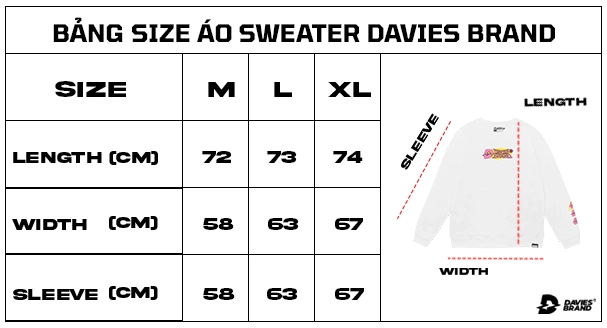 BẢNG SIZE ÁO SWEATER DAVIES BRAND
SIZE M L XL
LENGTH (CM) 72 73 74
WIDTH (CM) 58 63 67
SLEEVE (CM) 58 63 67
LENGTH
SLEEVE
WIDTH
DAVIES®
BRAND